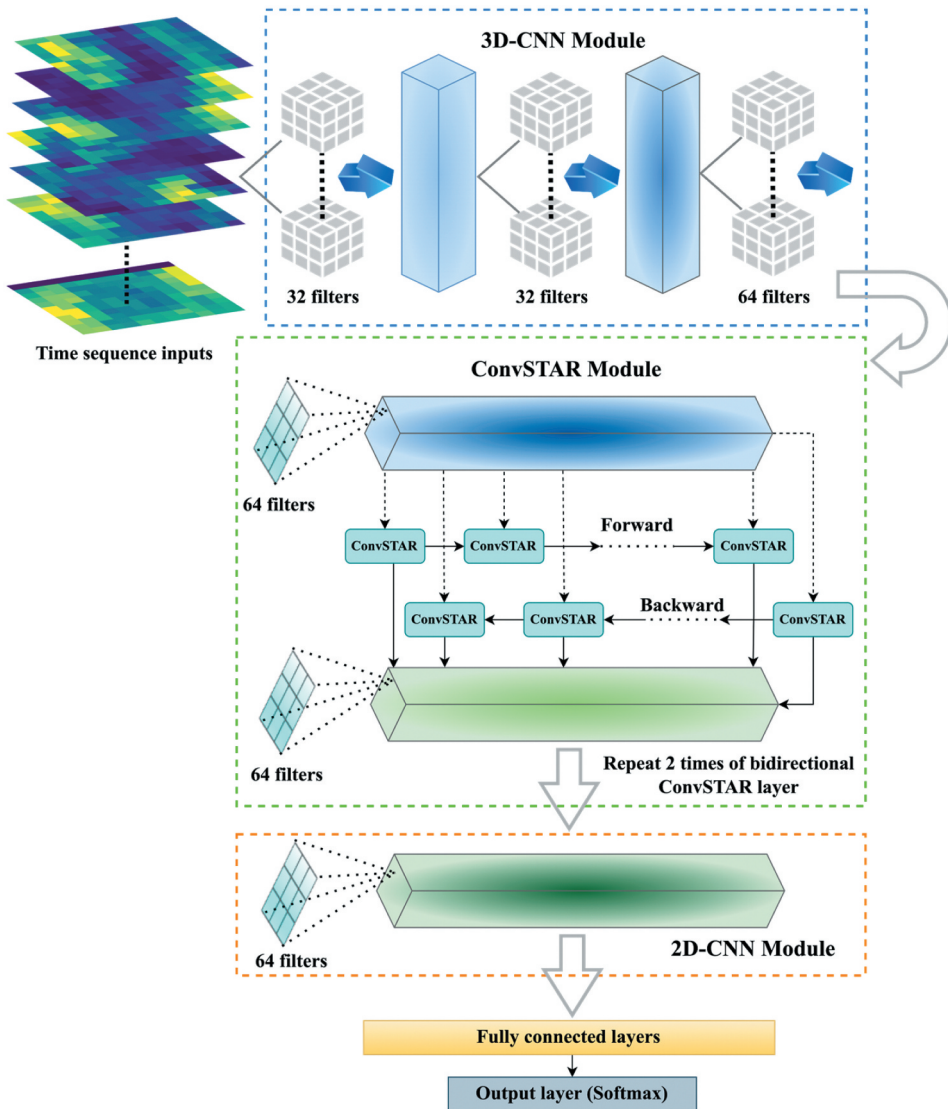 3D-CNN Module
32 filters
32 filters
64 filters
Time sequence inputs
ConvSTAR Module
64 filters
Forward
ConvSTAR
ConvSTAR
ConvSTAR
Backward
ConvSTAR
ConvSTAR
ConvSTAR
64 filters
Repeat 2 times of bidirectional
ConvSTAR layer
64 filters
2D-CNN Module
Fully connected layers
Output layer (Softmax)